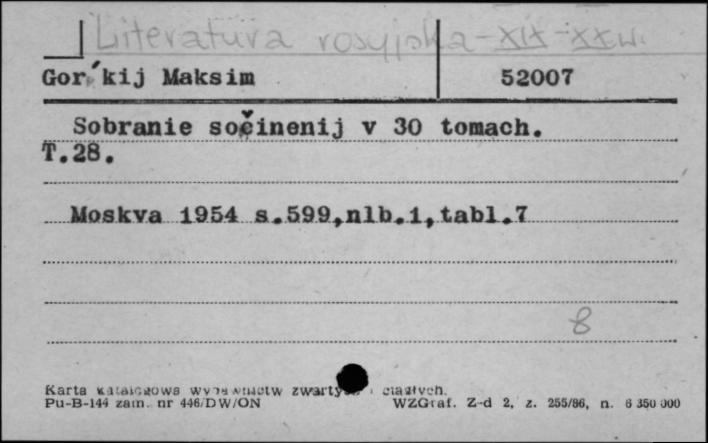 Literatura rosyjska - XIX - XX w.
Gor'kij Maksim 52007
Sobranie sočinenij v 30 tomach.
T.28.
Moskva 1954 s.599,nlb.1,tabl.7
8
Karta katalogowa wydawnictw zwartych ciągłych.
Pu-B-144 zam. nr 446/DW/ON WZGraf. Z-d 2, z. 255/86, n. 6 350 000